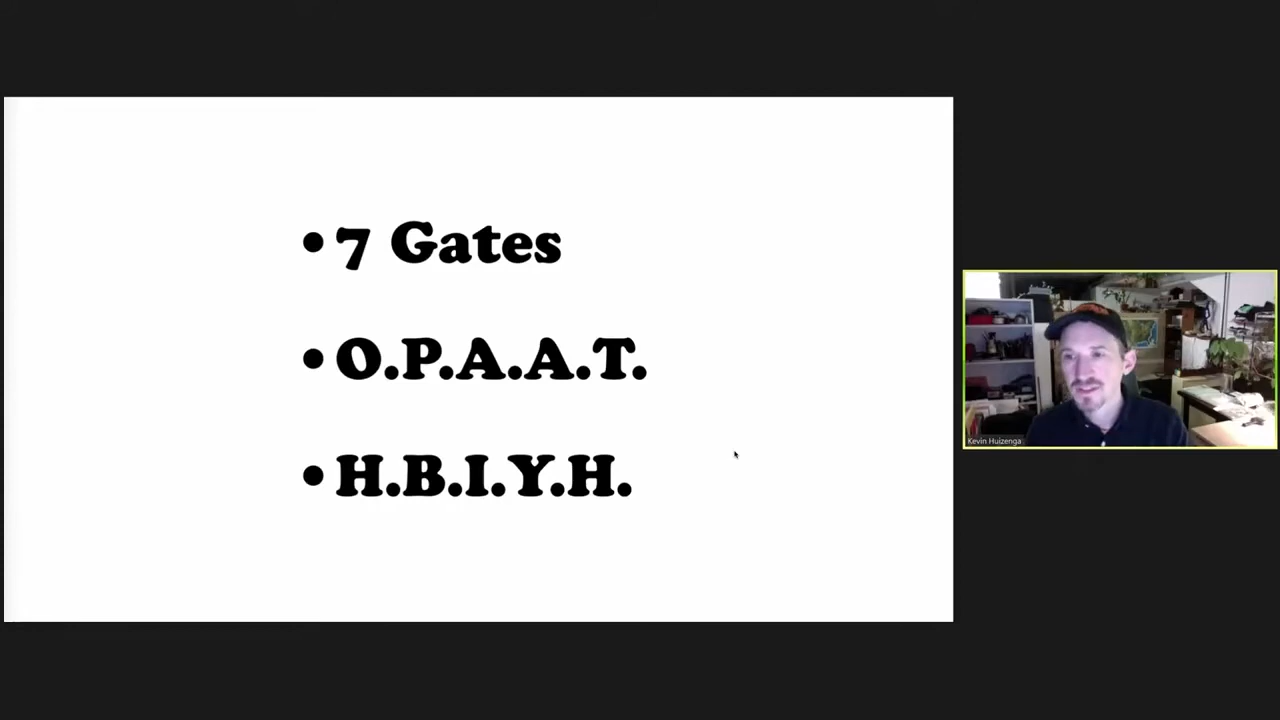 • 7 Gates
• O.P.A.A.T.
• H.B.I.Y.H.
Kevin Huizenga